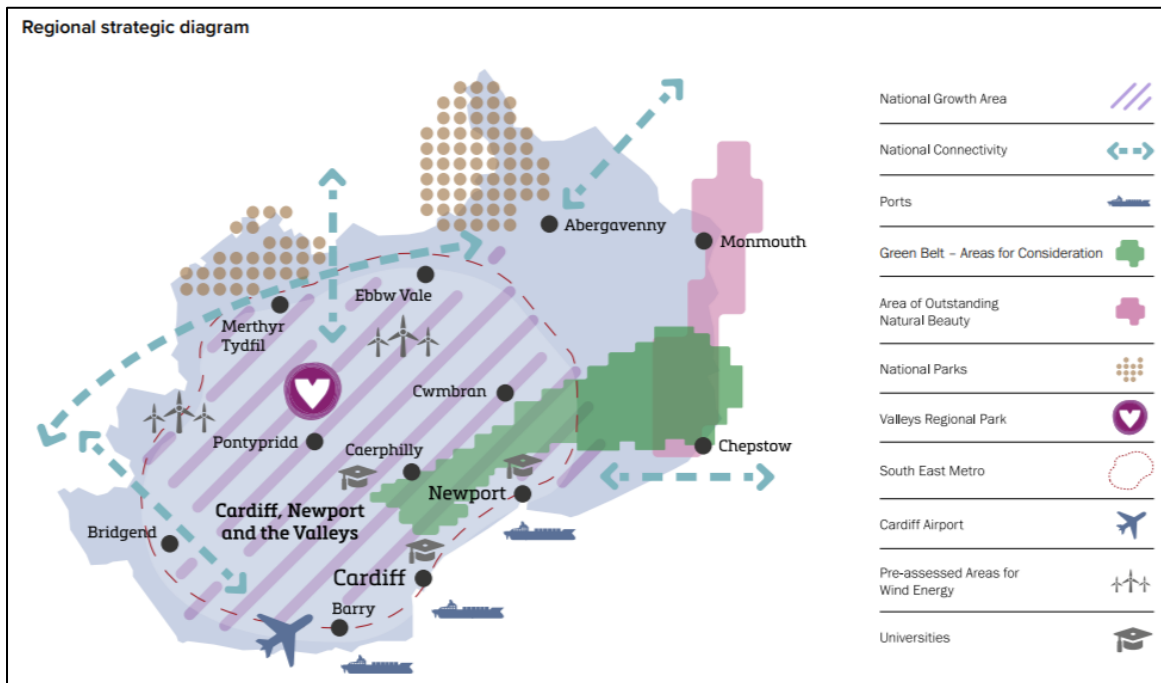 Regional strategic diagram
Abergavenny
Monmouth
Ebbw Vale
Merthyr
Tydfil
Cwmbran
Pontypridd
Caerphilly
Chepstow
Newport
Cardiff, Newport
and the Valleys
Bridgend
Cardiff
Barry
National Growth Area
National Connectivity
Ports
Green Belt – Areas for Consideration
Area of Outstanding
Natural Beauty
National Parks
Valleys Regional Park
South East Metro
Cardiff Airport
Pre-assessed Areas for
Wind Energy
Universities